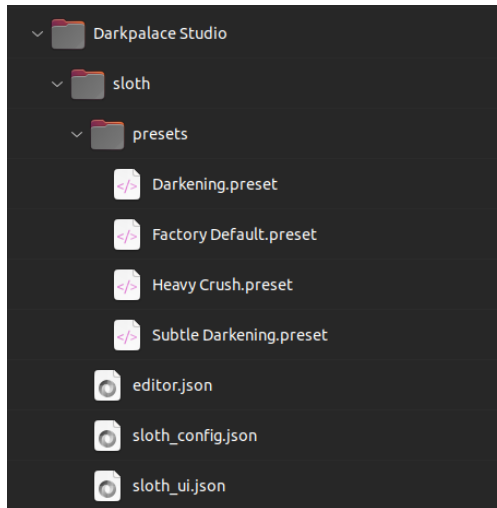 Darkpalace Studio
sloth
presets
Darkening.preset
Factory Default.preset
Heavy Crush.preset
Subtle Darkening.preset
editor.json
sloth_config.json
sloth_ui.json